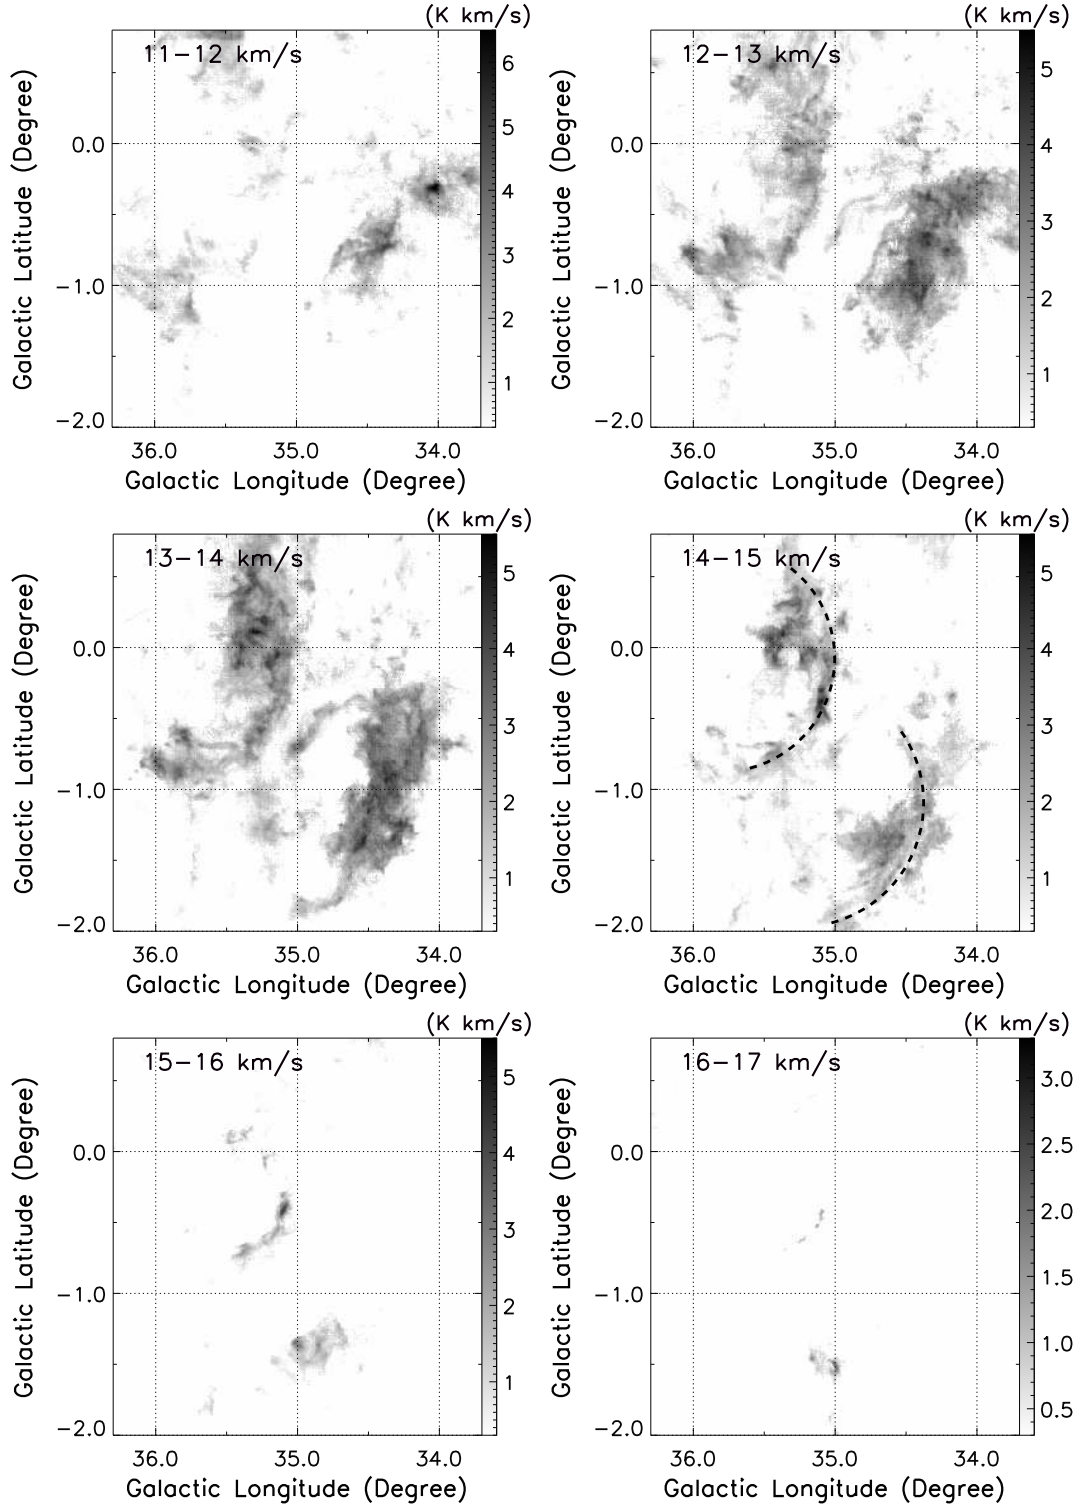 (K km/s)
11-12 km/s
6
5
4
3
2
1
0.0
-1.0
-2.0
36.0 35.0 34.0
Galactic Longitude (Degree)
Galactic Latitude (Degree)
(K km/s)
12-13 km/s
5
4
3
2
1
0.0
-1.0
-2.0
36.0 35.0 34.0
Galactic Longitude (Degree)
Galactic Latitude (Degree)
(K km/s)
13-14 km/s
5
4
3
2
1
0.0
-1.0
-2.0
36.0 35.0 34.0
Galactic Longitude (Degree)
Galactic Latitude (Degree)
(K km/s)
14-15 km/s
5
4
3
2
1
0.0
-1.0
-2.0
36.0 35.0 34.0
Galactic Longitude (Degree)
Galactic Latitude (Degree)
(K km/s)
15-16 km/s
5
4
3
2
1
0.0
-1.0
-2.0
36.0 35.0 34.0
Galactic Longitude (Degree)
Galactic Latitude (Degree)
(K km/s)
16-17 km/s
3.0
2.5
2.0
1.5
1.0
0.5
0.0
-1.0
-2.0
36.0 35.0 34.0
Galactic Longitude (Degree)
Galactic Latitude (Degree)